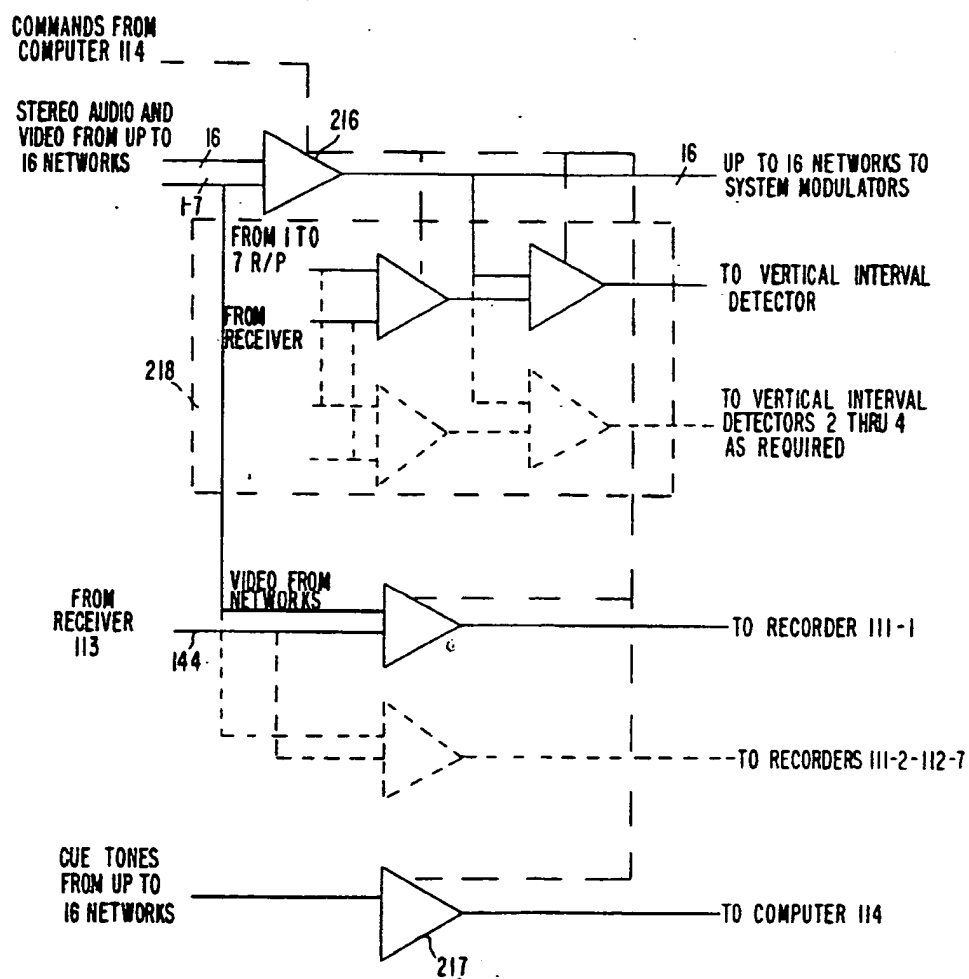 COMMANDS FROM
COMPUTER 114
STEREO AUDIO AND
VIDEO FROM UP TO
16 NETWORKS
16
1-7
216
16
UP TO 16 NETWORKS TO
SYSTEM MODULATORS
FROM 1 TO
7 R/P
FROM
RECEIVER
TO VERTICAL INTERVAL
DETECTOR
218
TO VERTICAL INTERVAL
DETECTORS 2 THRU 4
AS REQUIRED
VIDEO FROM
NETWORKS
FROM
RECEIVER
113
144
TO RECORDER 111-1
TO RECORDERS 111-2-112-7
CUE TONES
FROM UP TO
16 NETWORKS
217
TO COMPUTER 114